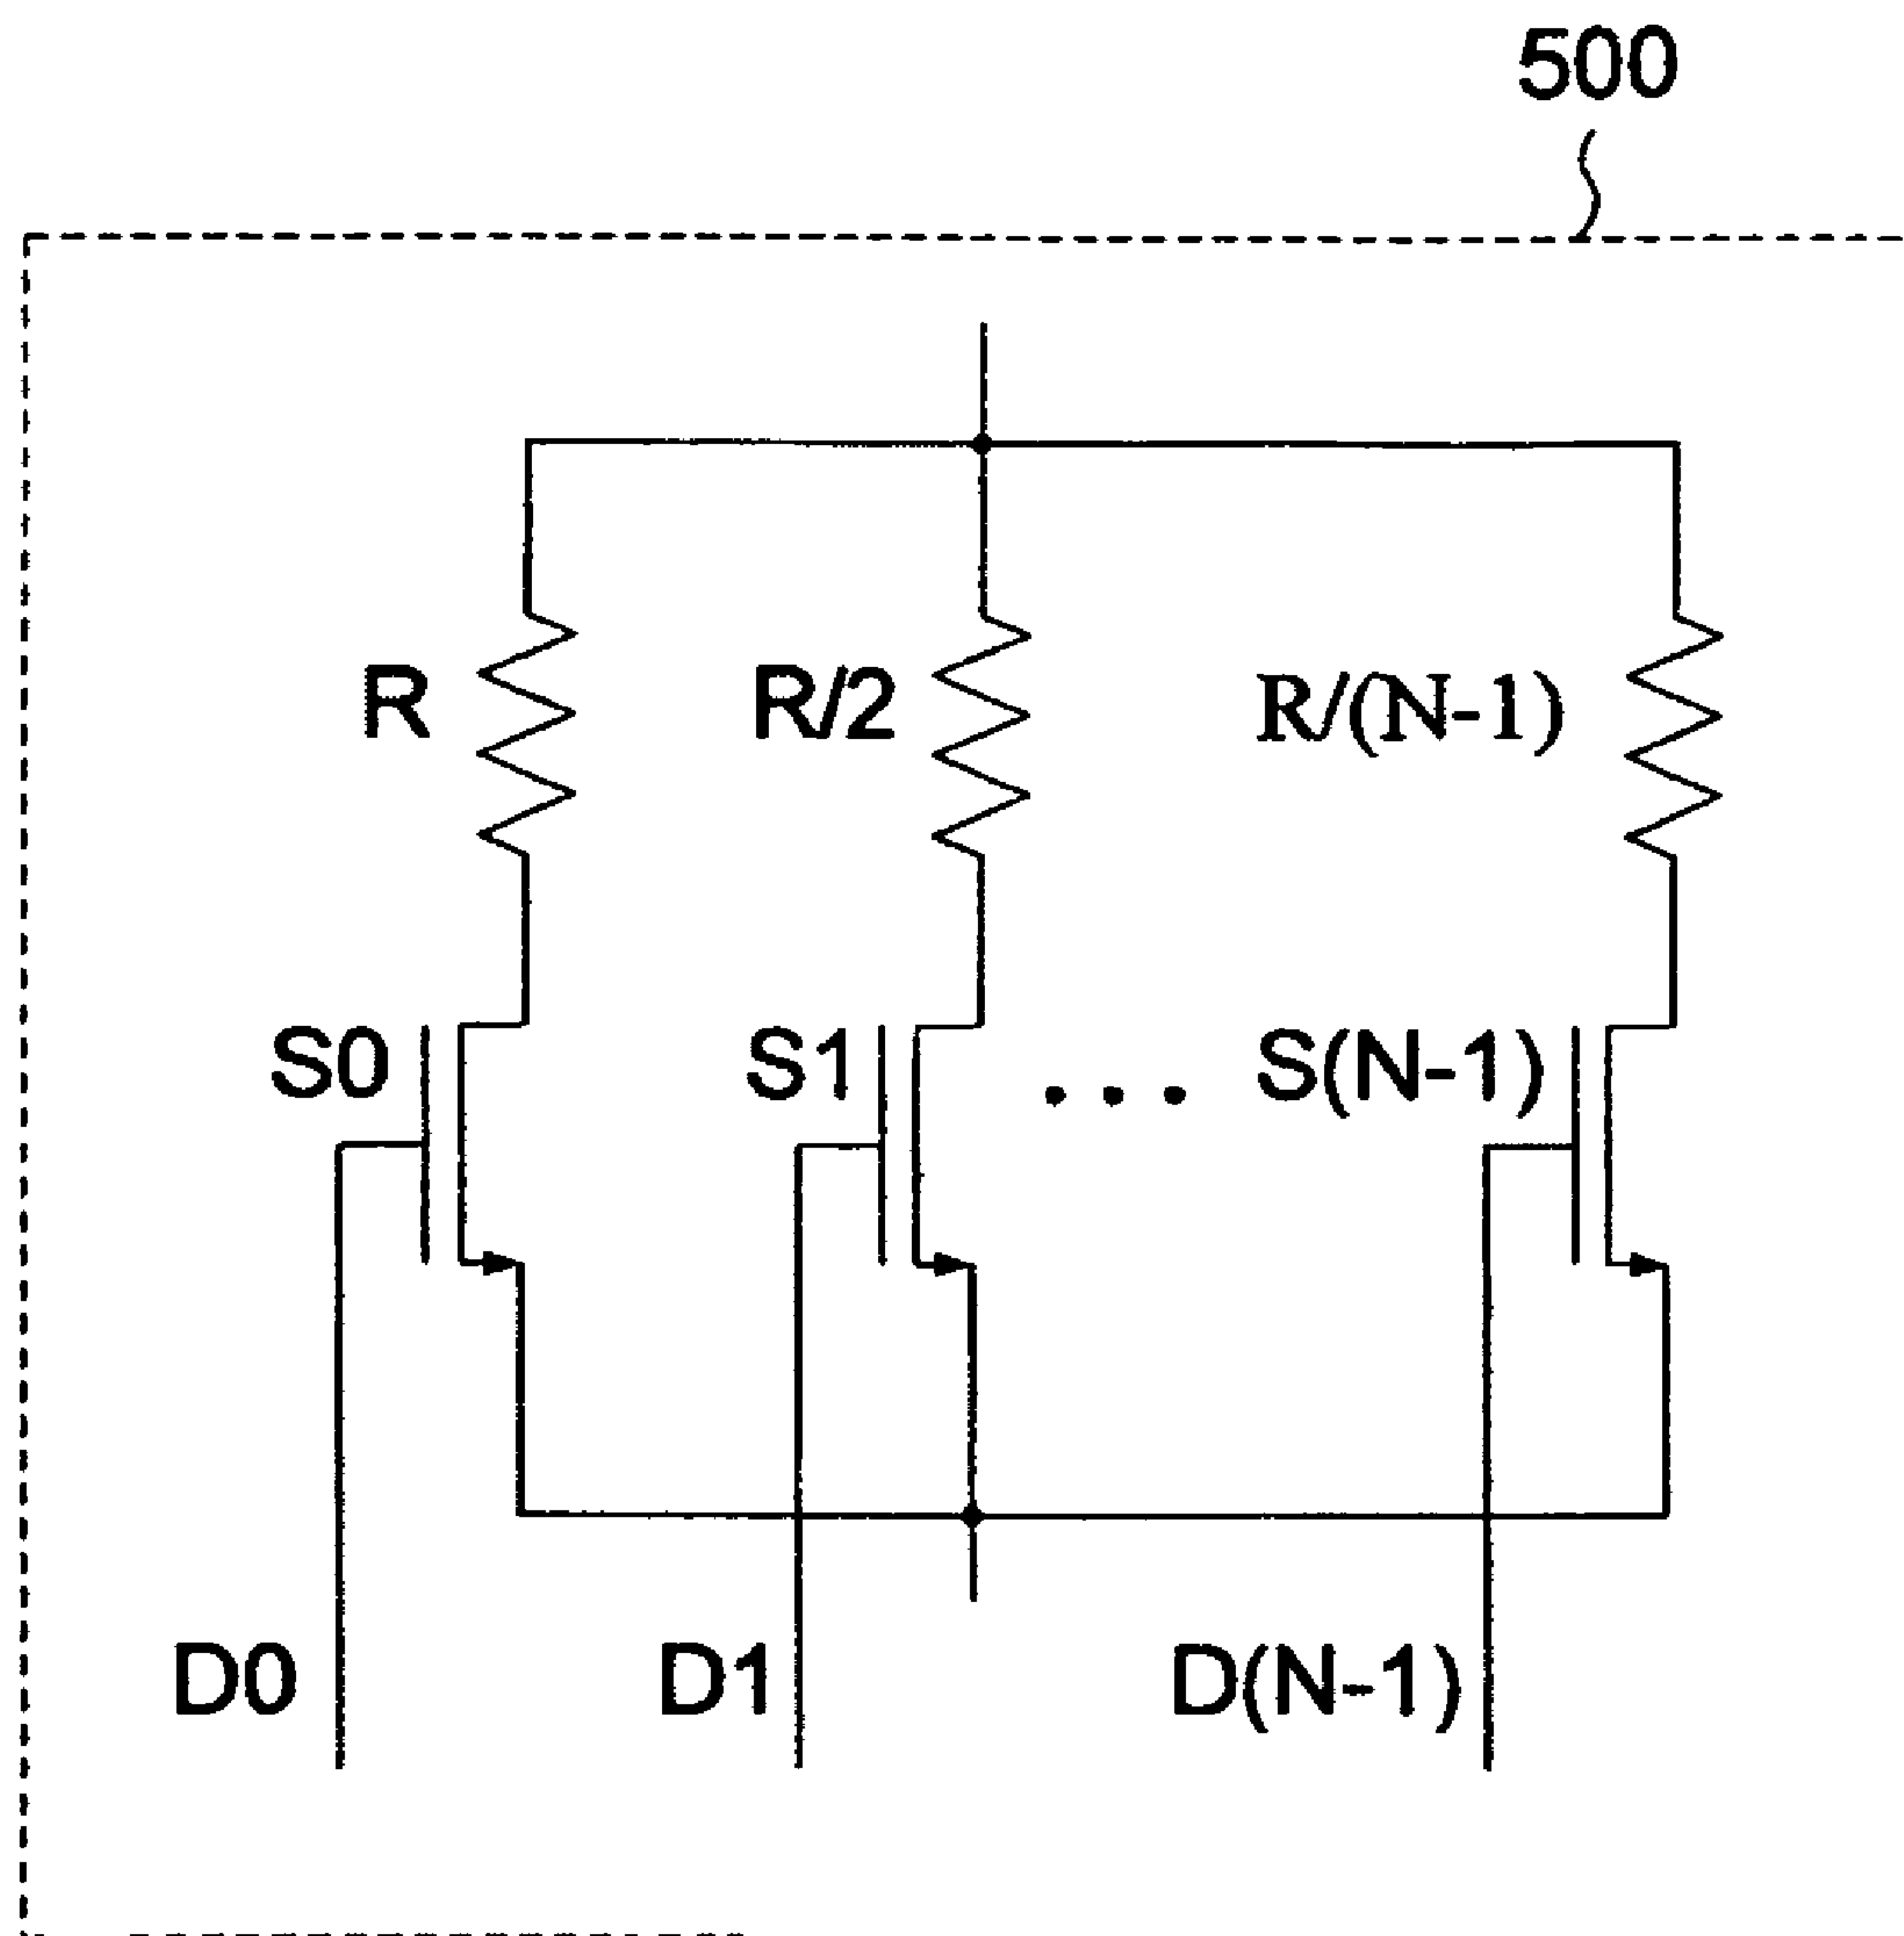 500
R
R/2
R/(N-1)
S0
S1
. . .
S(N-1)
D0
D1
D(N-1)